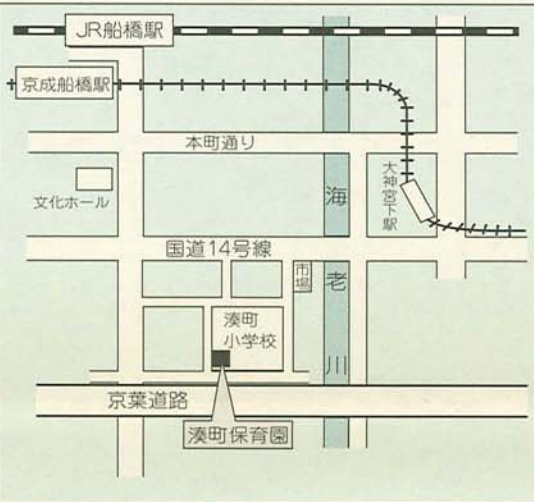 JR船橋駅
京成船橋駅
本町通り
文化ホール
大神宮下駅
海老川
国道14号線
市場
湊町
小学校
京葉道路
湊町保育園